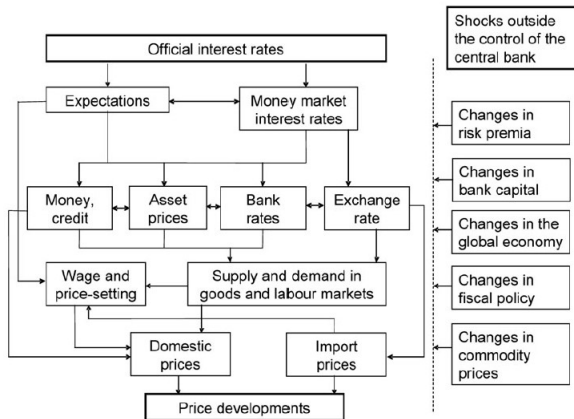 Official interest rates
Shocks outside
the control of the
central bank
Expectations
Money market
interest rates
Changes in
risk premia
Changes in
bank capital
Money,
credit
Asset
prices
Bank
rates
Exchange
rate
Changes in the
global economy
Wage and
price-setting
Supply and demand in
goods and labour markets
Changes in
fiscal policy
Domestic
prices
Import
prices
Changes in
commodity
prices
Price developments